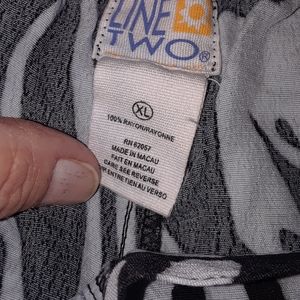 LINE
TWO®
XL
100% RAYON/RAYONNE
RN 62057
MADE IN MACAU
FAIT EN MACAU
CARE SEE REVERSE
ENTRETIEN AU VERSO